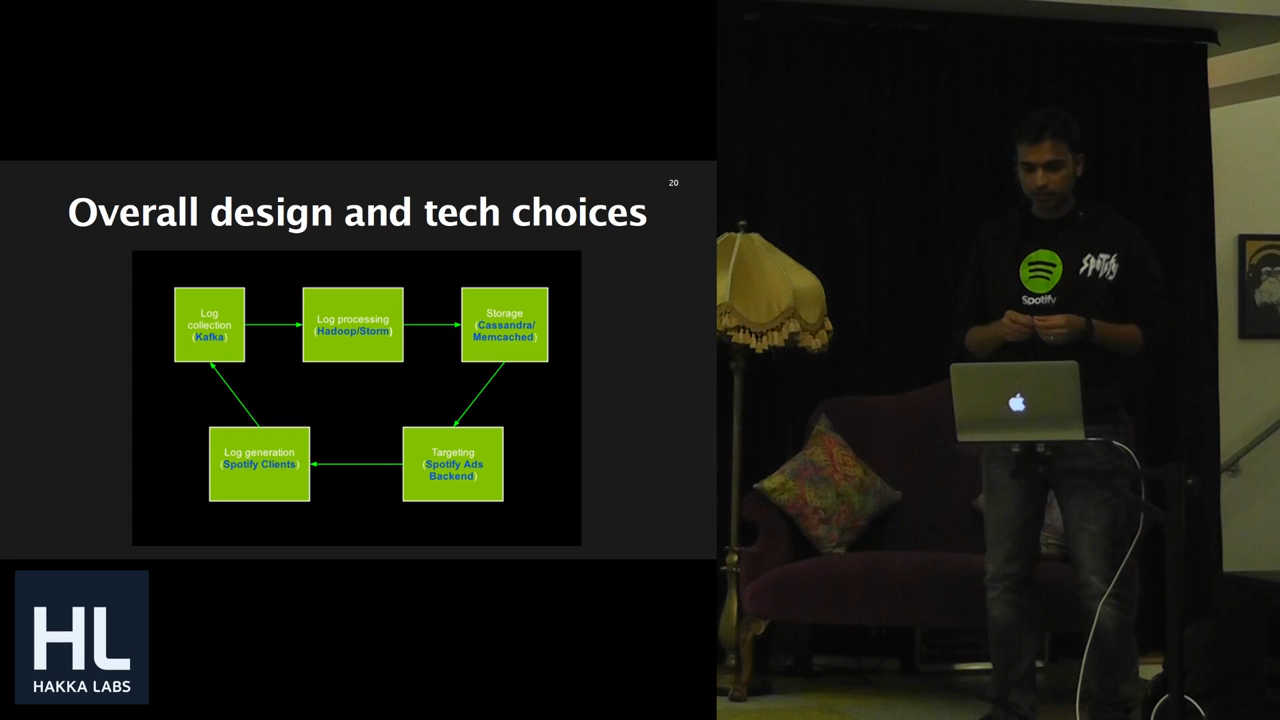 20
Overall design and tech choices
Log
collection
(Kafka)
Log processing
(Hadoop/Storm)
Storage
(Cassandra/
Memcached)
Log generation
(Spotify Clients)
Targeting
(Spotify Ads
Backend)
Spotify
SPOTIFY
HL
HAKKA LABS